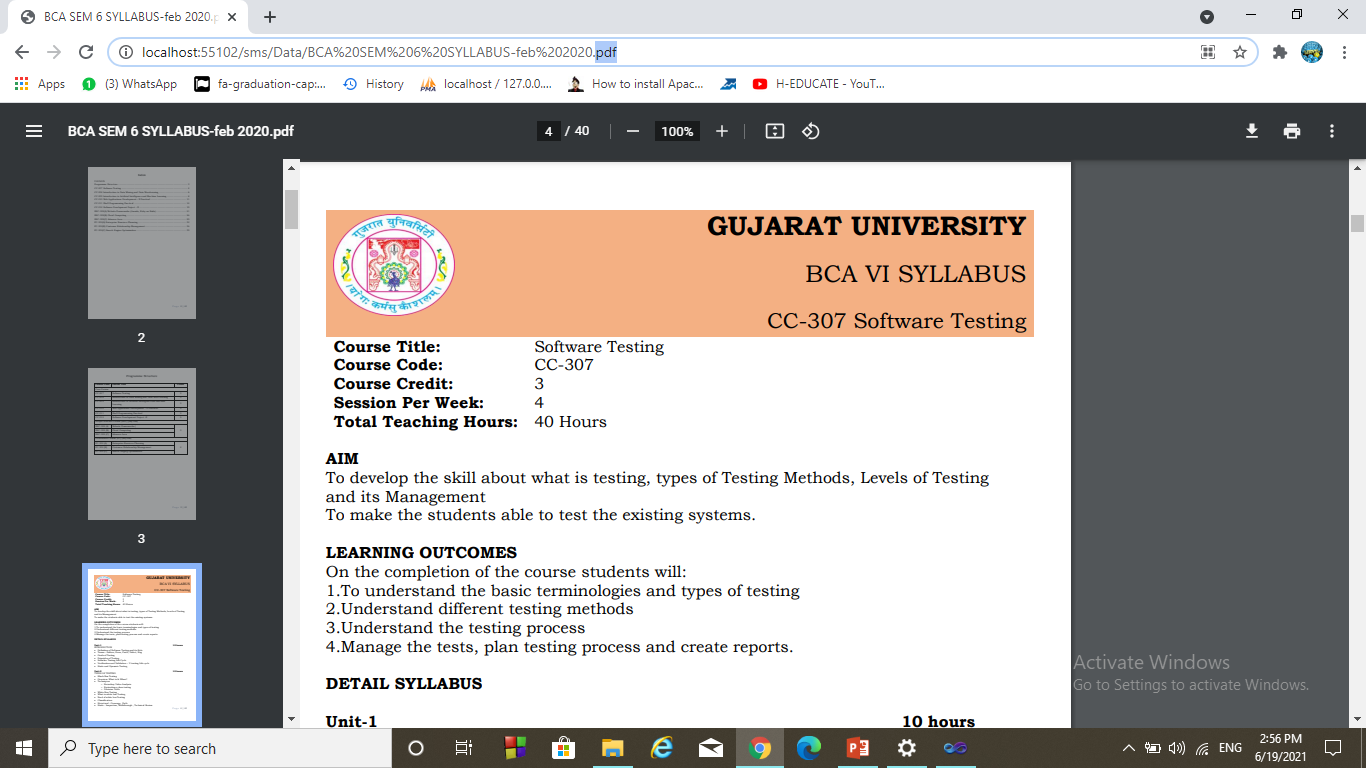 BCA SEM 6 SYLLABUS-feb 2020.p
localhost:55102/sms/Data/BCA%20SEM%206%20SYLLABUS-feb%202020.pdf
Apps
(3) WhatsApp
fa-graduation-cap:...
History
localhost / 127.0.0....
How to install Apac...
H-EDUCATE - YouT...
BCA SEM 6 SYLLABUS-feb 2020.pdf
4 / 40
100%
2
3
गुजरात युनिवर्सिटी
योगः कर्मसु कौशलम्
GUJARAT UNIVERSITY
BCA VI SYLLABUS
CC-307 Software Testing
Course Title: Software Testing
Course Code: CC-307
Course Credit: 3
Session Per Week: 4
Total Teaching Hours: 40 Hours
AIM
To develop the skill about what is testing, types of Testing Methods, Levels of Testing
and its Management
To make the students able to test the existing systems.
LEARNING OUTCOMES
On the completion of the course students will:
1.To understand the basic terminologies and types of testing
2.Understand different testing methods
3.Understand the testing process
4.Manage the tests, plan testing process and create reports.
DETAIL SYLLABUS
Unit-1 10 hours
Activate Windows
Go to Settings to activate Windows.
Type here to search
ENG
2:56 PM
6/19/2021